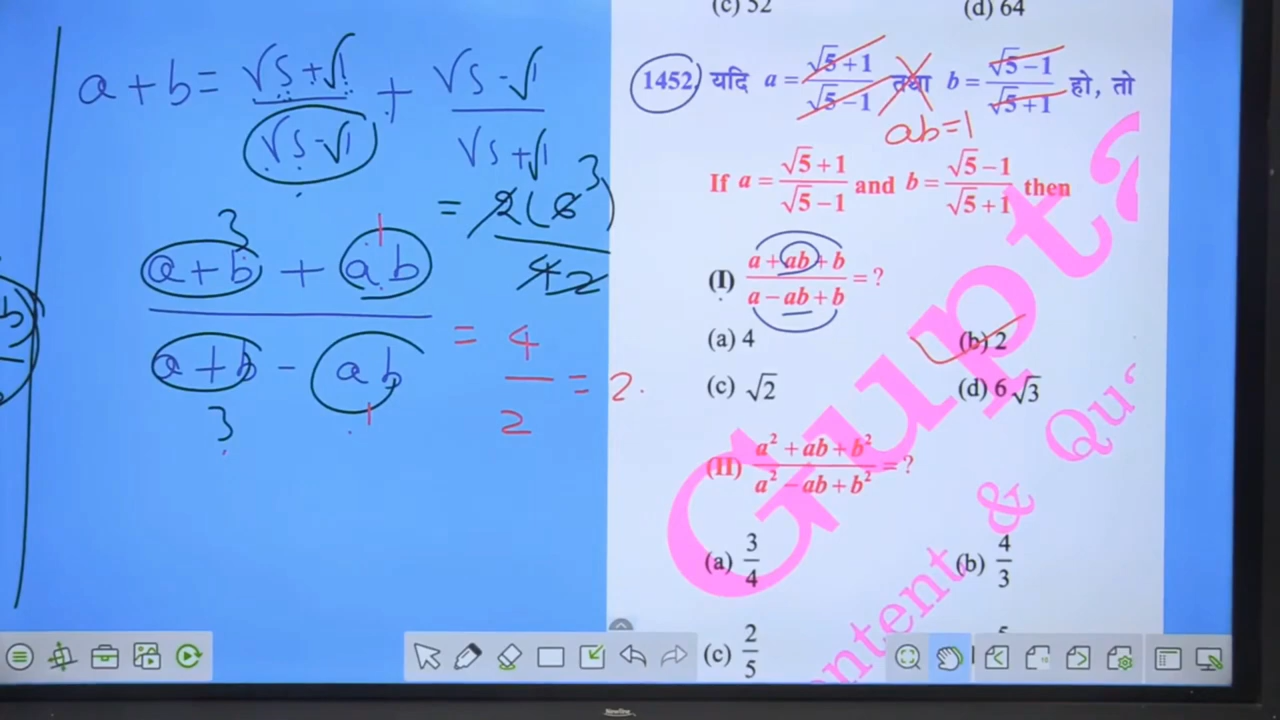 (c) 52 (d) 64
a + b = √5+√1 / √5-√1 + √5-√1 / √5+√1
= 2(6) 3 / 4 2
a+b 3 + ab 1 / a+b 3 - ab 1 = 4 / 2 = 2.
1452. यदि a = √5+1 / √5−1 तथा b = √5−1 / √5+1 हो, तो
ab=1
If a = √5+1 / √5−1 and b = √5−1 / √5+1 then
(I) a + ab + b / a − ab + b = ?
(a) 4 (b) 2
(c) √2 (d) 6√3
(II) a² + ab + b² / a² − ab + b² = ?
(a) 3/4 (b) 4/3
(c) 2/5
Gupta
&
Newline